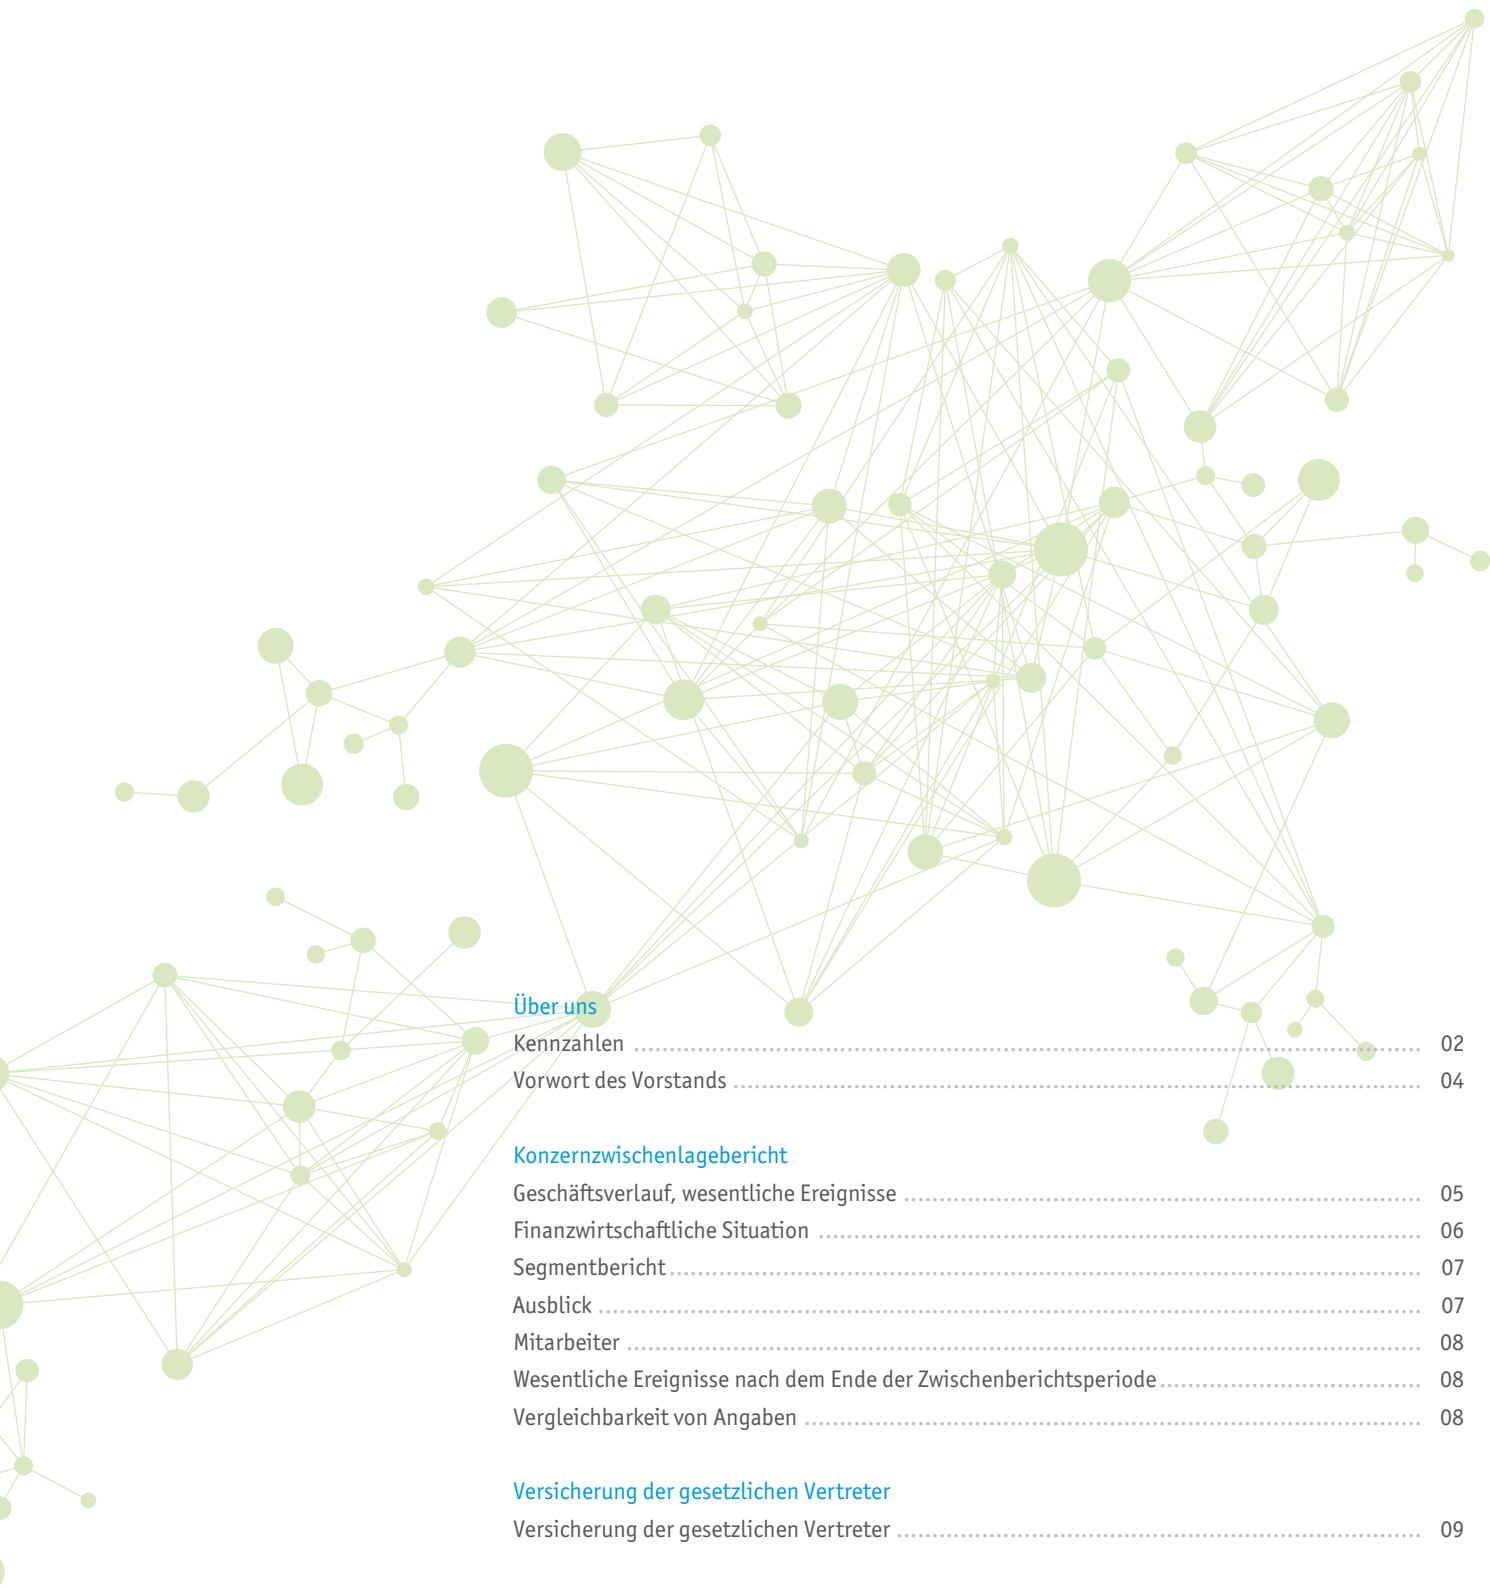 Über uns
Kennzahlen ........................ 02
Vorwort des Vorstands ........................ 04
Konzernzwischenlagebericht
Geschäftsverlauf, wesentliche Ereignisse ........................ 05
Finanzwirtschaftliche Situation ........................ 06
Segmentbericht ........................ 07
Ausblick ........................ 07
Mitarbeiter ........................ 08
Wesentliche Ereignisse nach dem Ende der Zwischenberichtsperiode ........................ 08
Vergleichbarkeit von Angaben ........................ 08
Versicherung der gesetzlichen Vertreter
Versicherung der gesetzlichen Vertreter ........................ 09